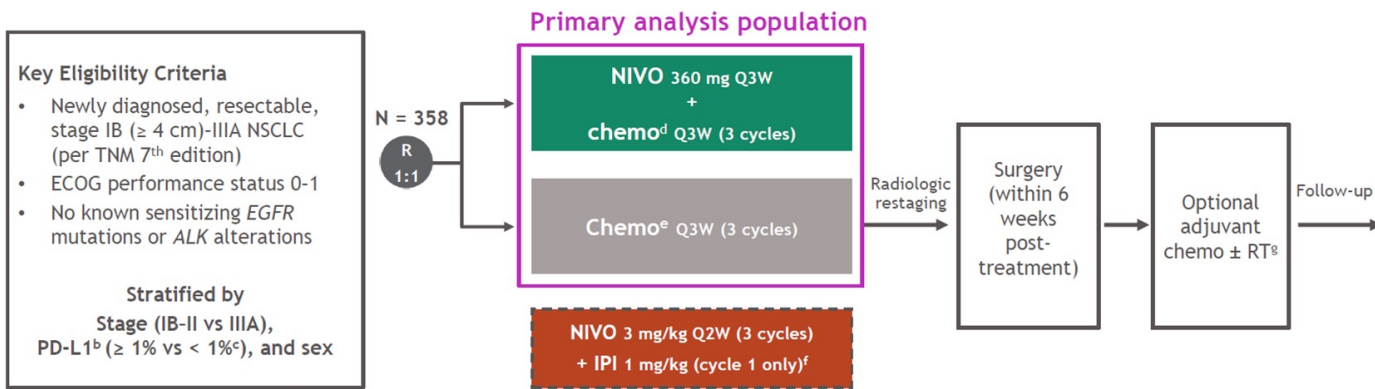 Primary analysis population
Key Eligibility Criteria
• Newly diagnosed, resectable,
stage IB (≥ 4 cm)-IIIA NSCLC
(per TNM 7th edition)
• ECOG performance status 0-1
• No known sensitizing EGFR
mutations or ALK alterations
Stratified by
Stage (IB-II vs IIIA),
PD-L1ᵇ (≥ 1% vs < 1%ᶜ), and sex
N = 358
R
1:1
NIVO 360 mg Q3W
+
chemoᵈ Q3W (3 cycles)
Chemoᵉ Q3W (3 cycles)
NIVO 3 mg/kg Q2W (3 cycles)
+ IPI 1 mg/kg (cycle 1 only)ᶠ
Radiologic
restaging
Surgery
(within 6
weeks
post-
treatment)
Optional
adjuvant
chemo ± RTᵍ
Follow-up